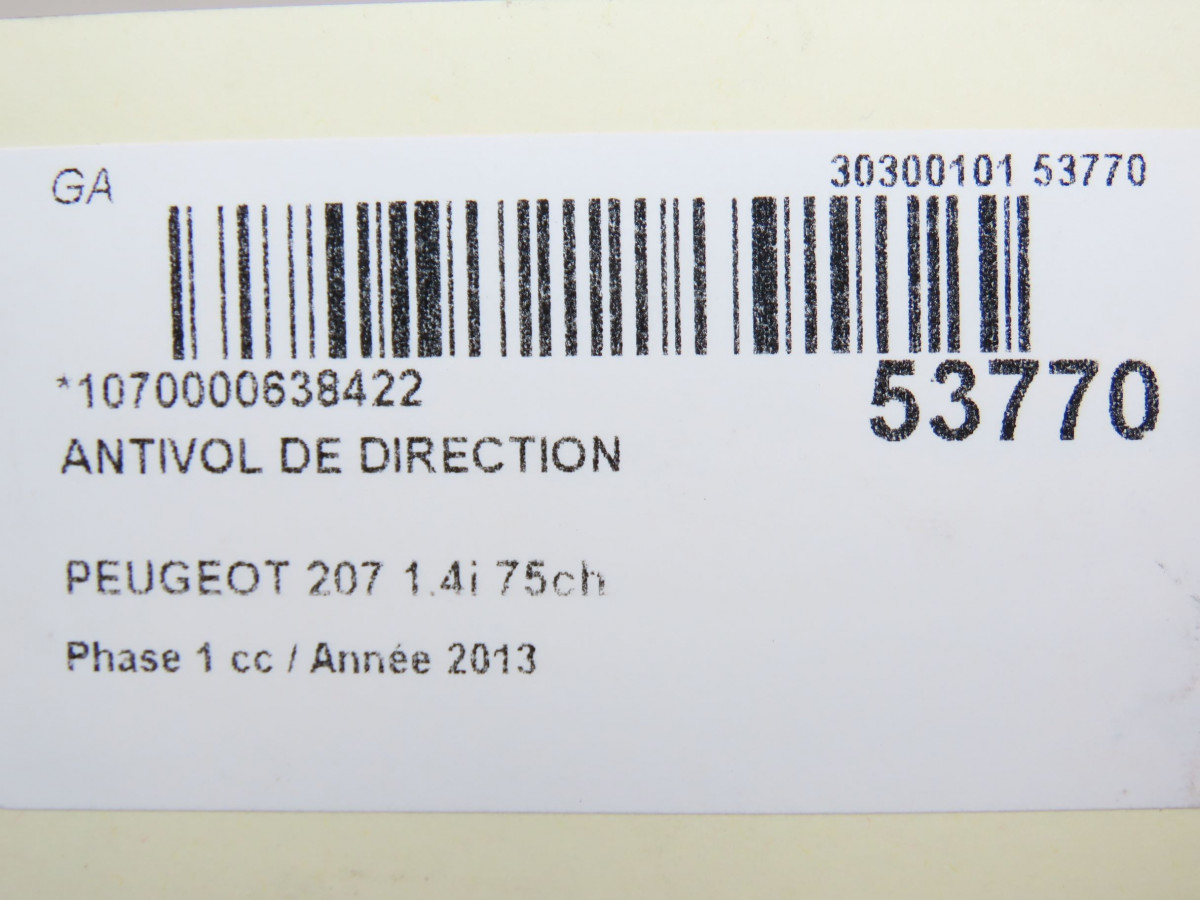 GA
30300101 53770
*1070000638422
53770
ANTIVOL DE DIRECTION
PEUGEOT 207 1.4i 75ch
Phase 1 cc / Année 2013